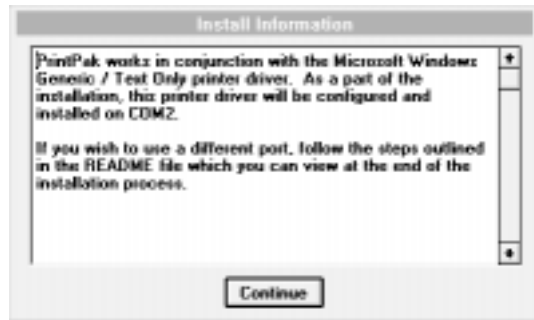 Install Information
PrintPak works in conjunction with the Microsoft Windows
Generic / Text Only printer driver. As a part of the
installation, this printer driver will be configured and
installed on COM2.
If you wish to use a different port, follow the steps outlined
in the README file which you can view at the end of the
installation process.
Continue